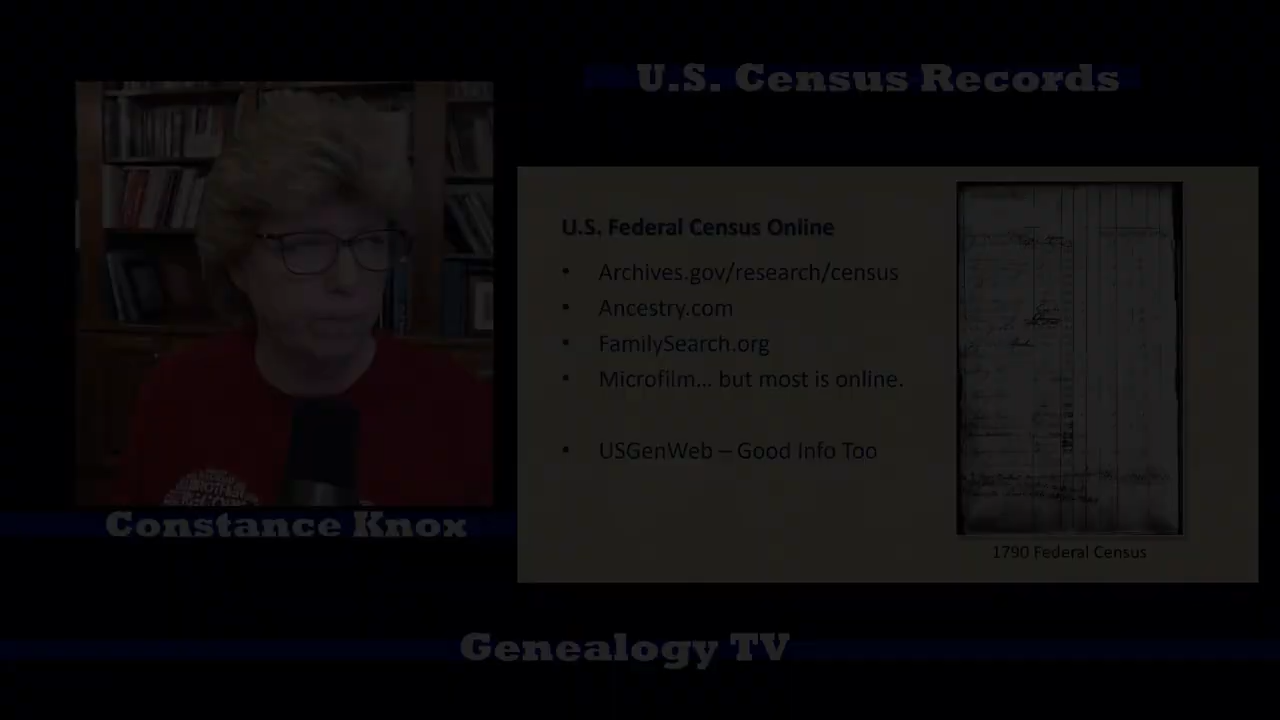 U.S. Census Records
U.S. Federal Census Online
• Archives.gov/research/census
• Ancestry.com
• FamilySearch.org
• Microfilm... but most is online.
• USGenWeb – Good Info Too
1790 Federal Census
Constance Knox
Genealogy TV